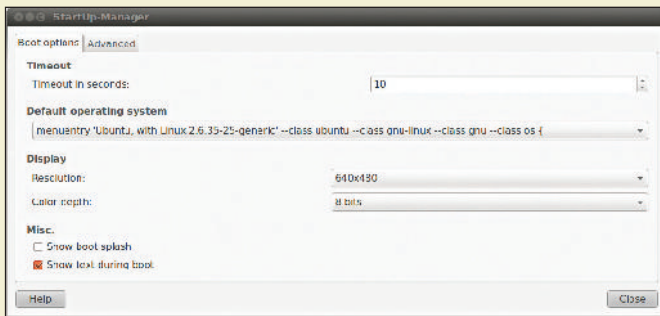 StartUp-Manager
Boot options Advanced
Timeout
Timeout in seconds: 10
Default operating system
menuentry 'Ubuntu, with Linux 2.6.35-25-generic' --class ubuntu --class gnu-linux --class gnu --class os {
Display
Resolution: 640x480
Color depth: 8 bits
Misc.
Show boot splash
Show text during boot
Help Close